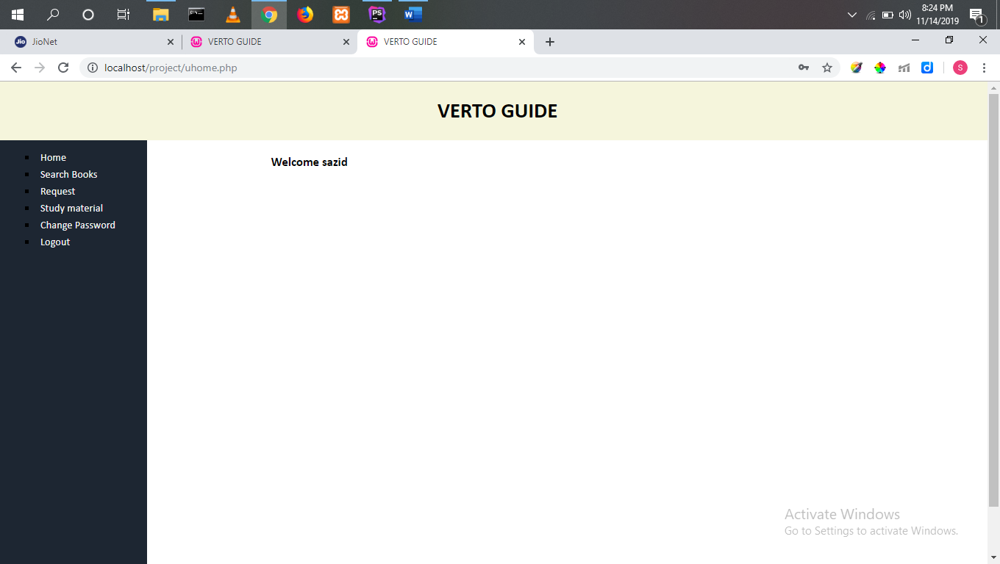 8:24 PM
11/14/2019
1
JioNet
VERTO GUIDE
VERTO GUIDE
localhost/project/uhome.php
S
VERTO GUIDE
Home
Search Books
Request
Study material
Change Password
Logout
Welcome sazid
Activate Windows
Go to Settings to activate Windows.